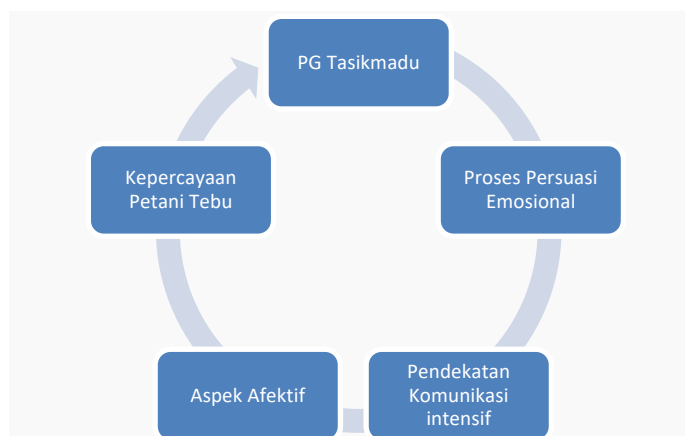 PG Tasikmadu
Proses Persuasi
Emosional
Pendekatan
Komunikasi
intensif
Aspek Afektif
Kepercayaan
Petani Tebu